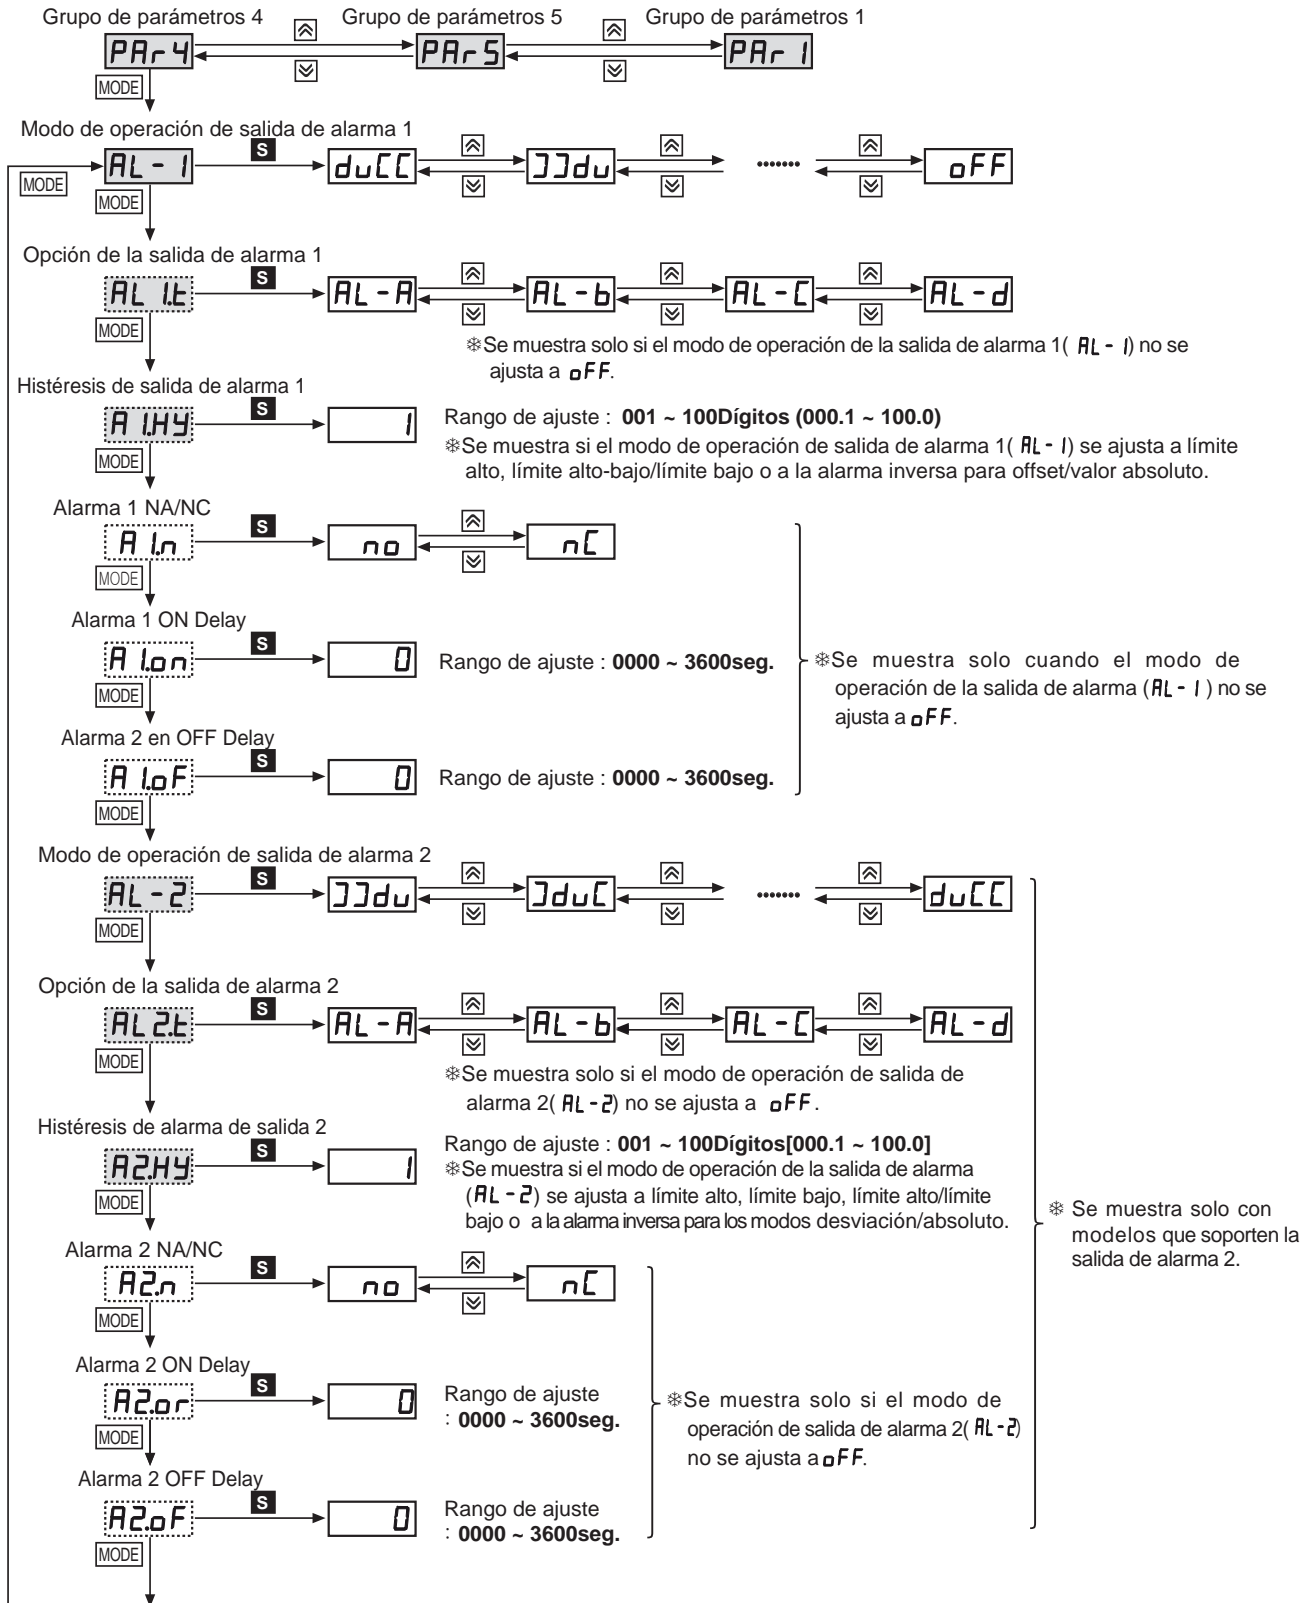 Grupo de parámetros 4 Grupo de parámetros 5 Grupo de parámetros 1
PAr4 PAr5 PAr1
MODE
Modo de operación de salida de alarma 1
MODE AL-1 S duCC ]]du ....... oFF
MODE
Opción de la salida de alarma 1
AL1.t S AL-A AL-b AL-C AL-d
MODE
❄Se muestra solo si el modo de operación de la salida de alarma 1( AL-1) no se
ajusta a oFF.
Histéresis de salida de alarma 1
A1.HY S 1 Rango de ajuste : 001 ~ 100Dígitos (000.1 ~ 100.0)
MODE
❄Se muestra si el modo de operación de salida de alarma 1( AL-1) se ajusta a límite
alto, límite alto-bajo/límite bajo o a la alarma inversa para offset/valor absoluto.
Alarma 1 NA/NC
A1.n S no nC
MODE
Alarma 1 ON Delay
A1.on S 0 Rango de ajuste : 0000 ~ 3600seg.
MODE
❄Se muestra solo cuando el modo de
operación de la salida de alarma (AL-1) no se
ajusta a oFF.
Alarma 2 en OFF Delay
A1.oF S 0 Rango de ajuste : 0000 ~ 3600seg.
MODE
Modo de operación de salida de alarma 2
AL-2 S ]]du ]duC ....... duCC
MODE
Opción de la salida de alarma 2
AL2.t S AL-A AL-b AL-C AL-d
MODE
❄Se muestra solo si el modo de operación de salida de
alarma 2( AL-2) no se ajusta a oFF.
Histéresis de alarma de salida 2
A2.HY S 1 Rango de ajuste : 001 ~ 100Dígitos[000.1 ~ 100.0]
MODE
❄Se muestra si el modo de operación de la salida de alarma
(AL-2) se ajusta a límite alto, límite bajo, límite alto/límite
bajo o a la alarma inversa para los modos desviación/absoluto.
❄ Se muestra solo con
modelos que soporten la
salida de alarma 2.
Alarma 2 NA/NC
A2.n S no nC
MODE
Alarma 2 ON Delay
A2.or S 0 Rango de ajuste
: 0000 ~ 3600seg.
MODE
❄Se muestra solo si el modo de
operación de salida de alarma 2( AL-2)
no se ajusta a oFF.
Alarma 2 OFF Delay
A2.oF S 0 Rango de ajuste
: 0000 ~ 3600seg.
MODE